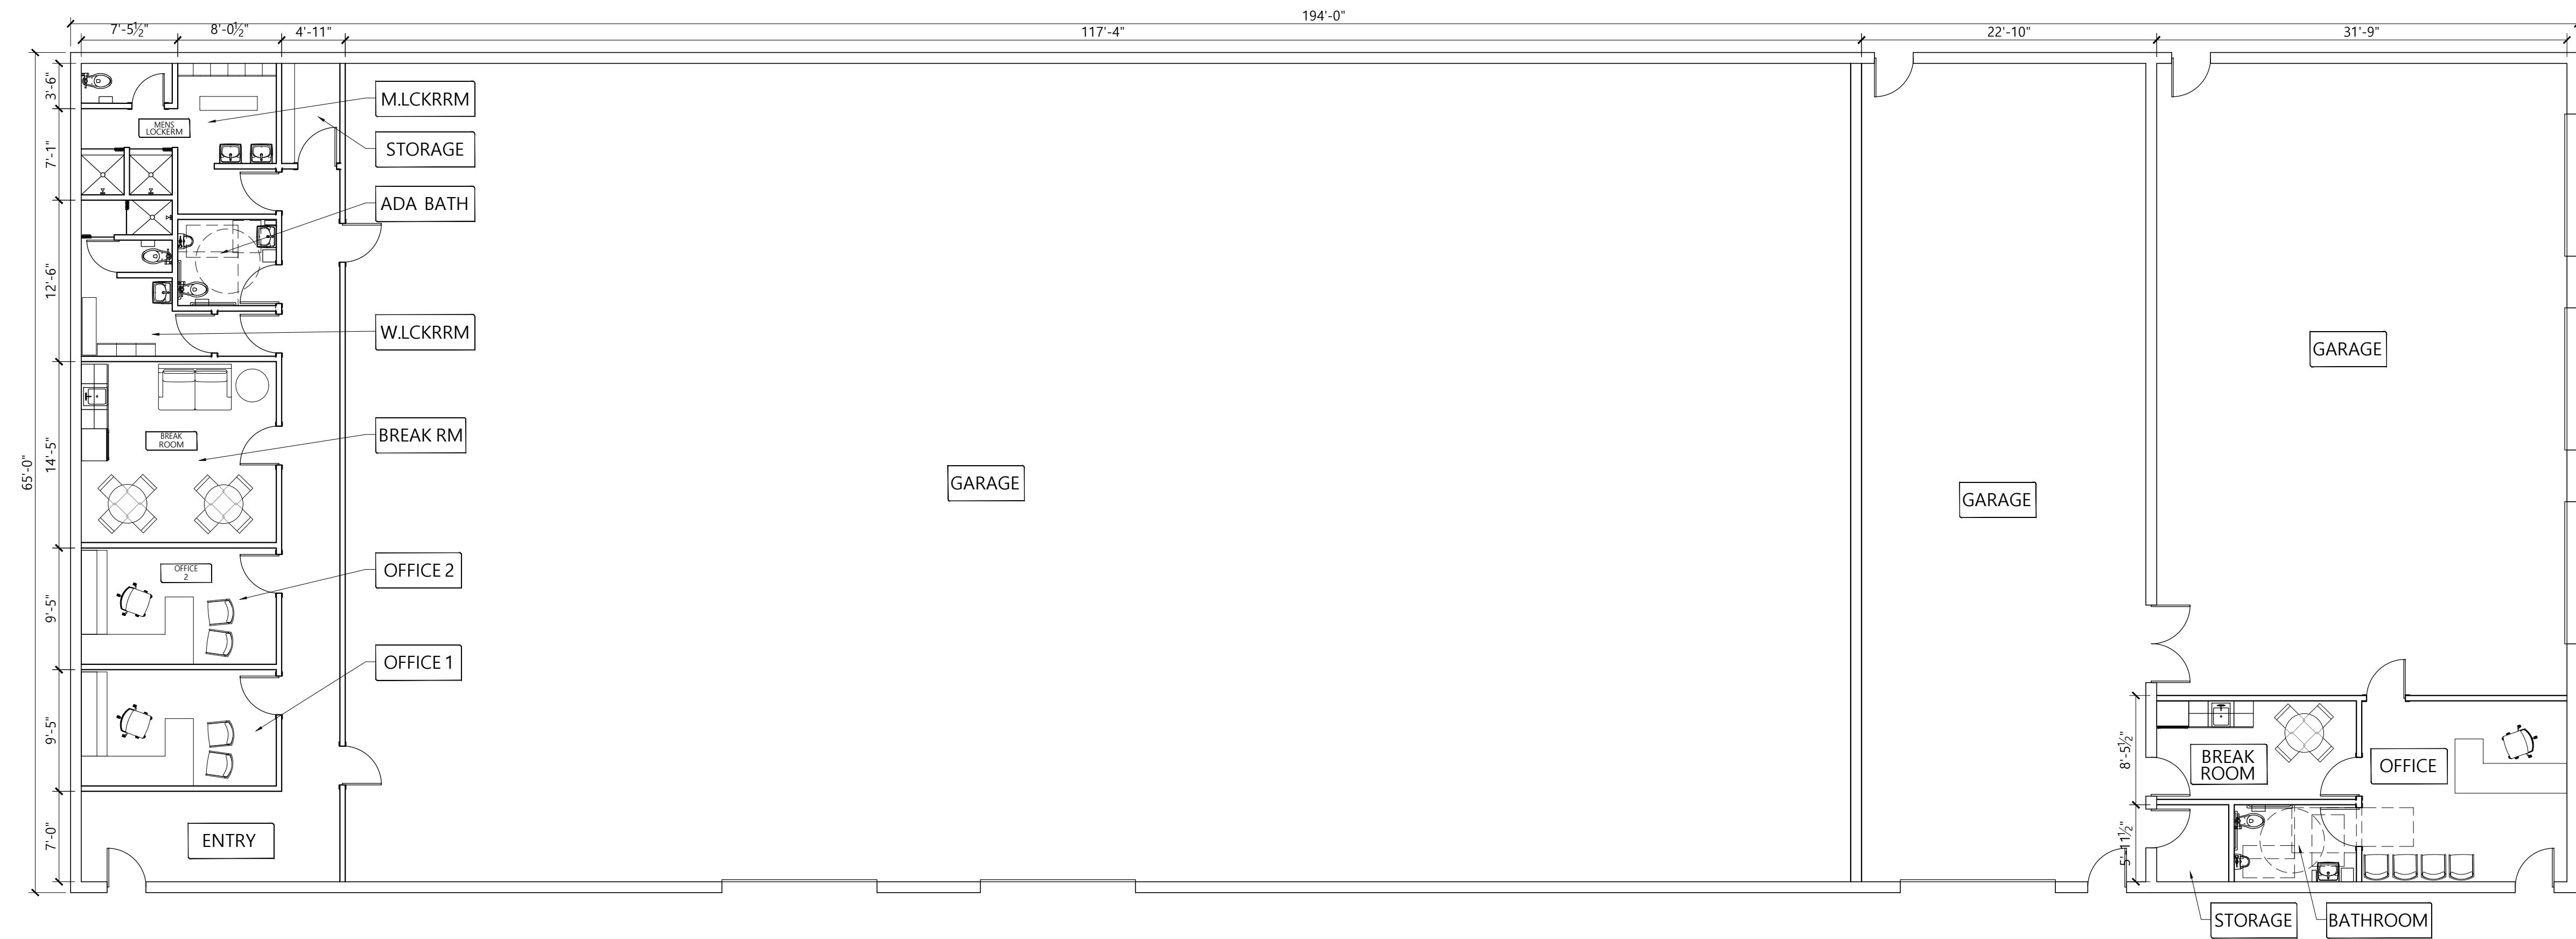 194'-0"
7'-5½"
8'-0½"
4'-11"
117'-4"
22'-10"
31'-9"
3'-6"
7'-1"
12'-6"
14'-5"
9'-5"
9'-5"
7'-0"
65'-0"
M.LCKRRM
STORAGE
ADA BATH
W.LCKRRM
BREAK RM
OFFICE 2
OFFICE 1
MENS
LOCKERM
BREAK
ROOM
OFFICE
2
ENTRY
GARAGE
GARAGE
GARAGE
8'-5½"
5'-11½"
BREAK
ROOM
OFFICE
STORAGE
BATHROOM